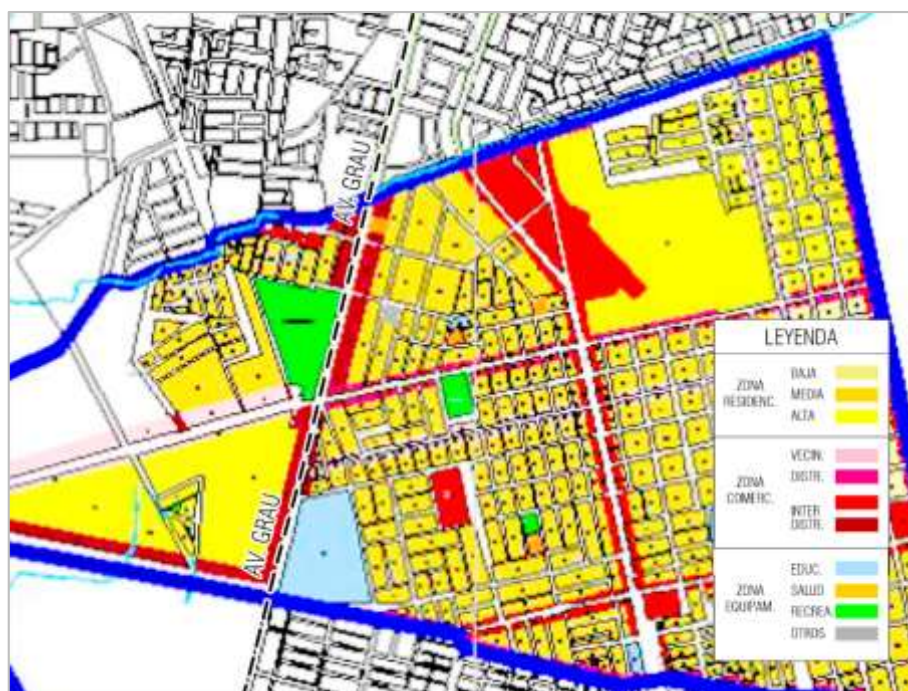 AV. GRAU
AV. GRAU
LEYENDA
ZONA RESIDENC.
BAJA
MEDIA
ALTA
ZONA COMERC.
VECIN.
DISTR.
INTER DISTR.
ZONA EQUIPAM.
EDUC.
SALUD
RECREA.
OTROS